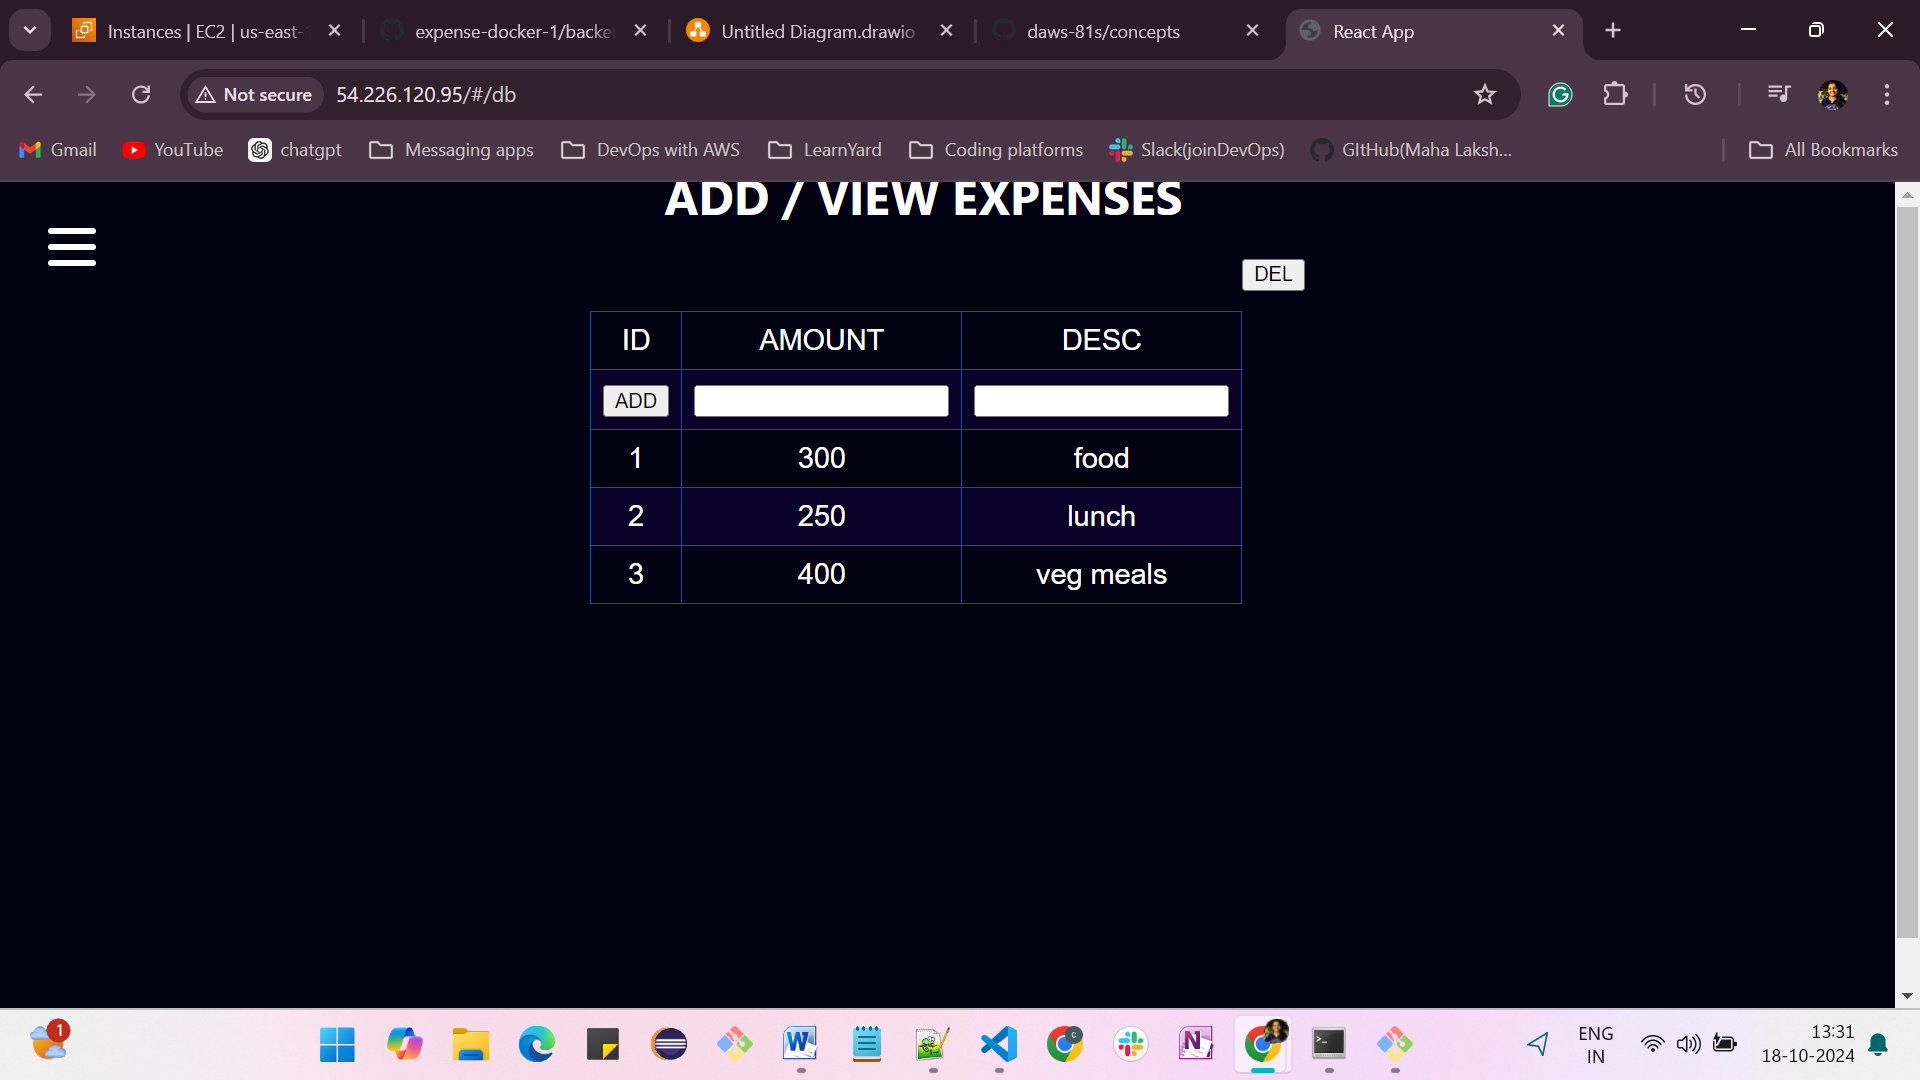 Instances | EC2 | us-east-
expense-docker-1/backe
Untitled Diagram.drawio
daws-81s/concepts
React App
Not secure
54.226.120.95/#/db
Gmail
YouTube
chatgpt
Messaging apps
DevOps with AWS
LearnYard
Coding platforms
Slack(joinDevOps)
GItHub(Maha Laksh...
All Bookmarks
ADD / VIEW EXPENSES
DEL
ID AMOUNT DESC
ADD
1 300 food
2 250 lunch
3 400 veg meals
1
ENG
IN
13:31
18-10-2024